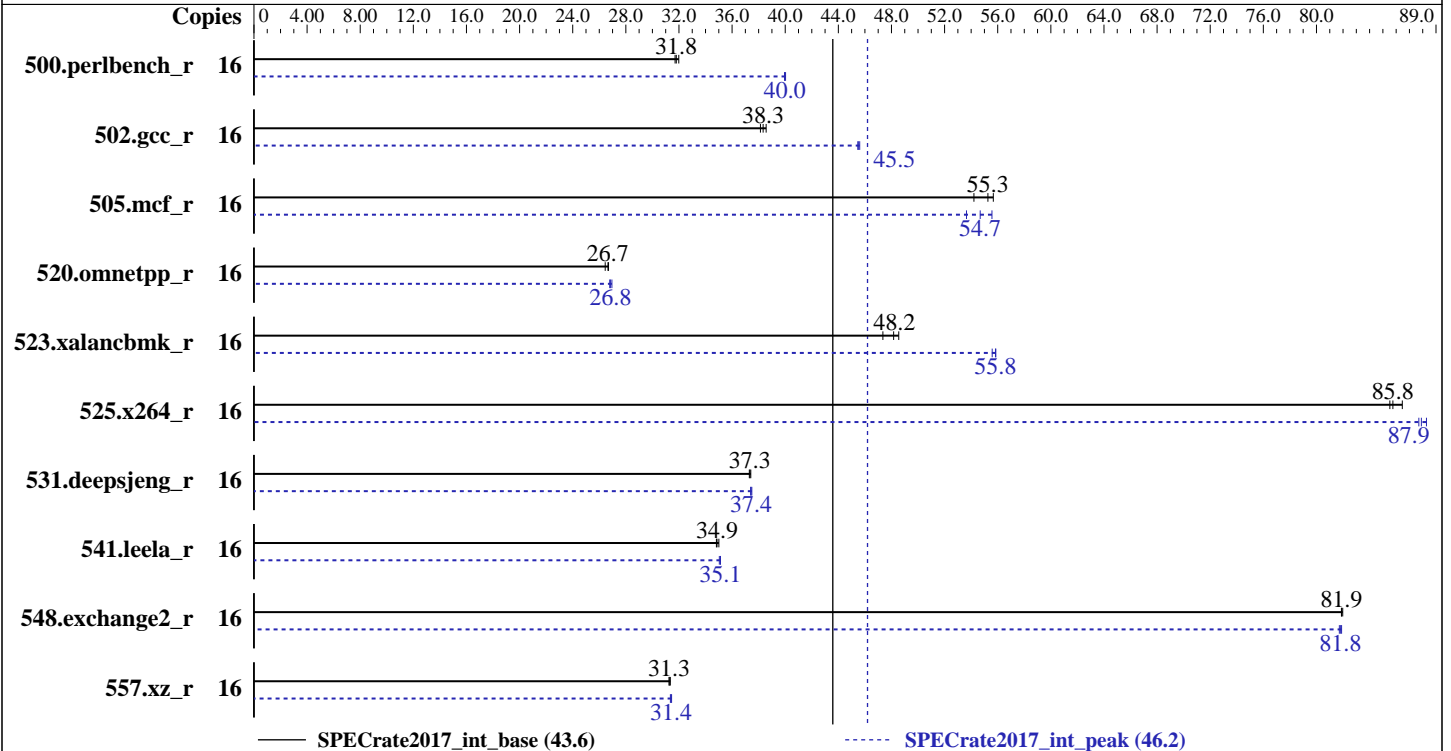 Copies 0 4.00 8.00 12.0 16.0 20.0 24.0 28.0 32.0 36.0 40.0 44.0 48.0 52.0 56.0 60.0 64.0 68.0 72.0 76.0 80.0 89.0
31.8
500.perlbench_r 16
40.0
38.3
502.gcc_r 16
45.5
55.3
505.mcf_r 16
54.7
26.7
520.omnetpp_r 16
26.8
48.2
523.xalancbmk_r 16
55.8
85.8
525.x264_r 16
87.9
37.3
531.deepsjeng_r 16
37.4
34.9
541.leela_r 16
35.1
81.9
548.exchange2_r 16
81.8
31.3
557.xz_r 16
31.4
SPECrate2017_int_base (43.6) SPECrate2017_int_peak (46.2)